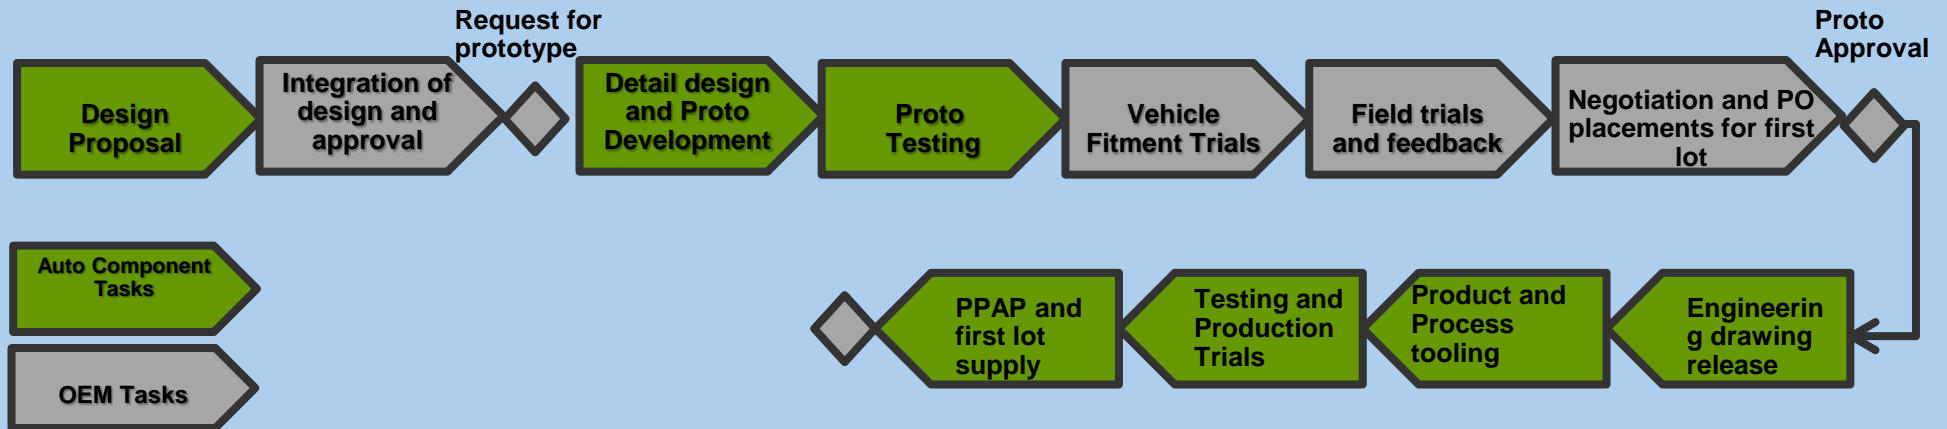 Request for
prototype
Proto
Approval
Design
Proposal
Integration of
design and
approval
Detail design
and Proto
Development
Proto
Testing
Vehicle
Fitment Trials
Field trials
and feedback
Negotiation and PO
placements for first
lot
Auto Component
Tasks
OEM Tasks
PPAP and
first lot
supply
Testing and
Production
Trials
Product and
Process
tooling
Engineerin
g drawing
release